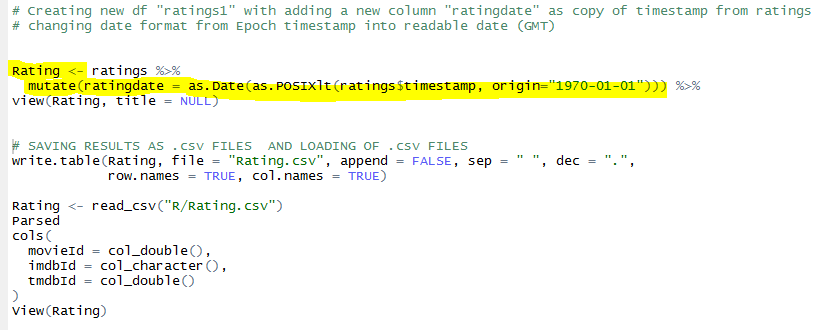 # Creating new df "ratings1" with adding a new column "ratingdate" as copy of timestamp from ratings
# changing date format from Epoch timestamp into readable date (GMT)
Rating <- ratings %>%
mutate(ratingdate = as.Date(as.POSIXlt(ratings$timestamp, origin="1970-01-01"))) %>%
view(Rating, title = NULL)
# SAVING RESULTS AS .csv FILES  AND LOADING OF .csv FILES
write.table(Rating, file = "Rating.csv", append = FALSE, sep = " ", dec = ".",
row.names = TRUE, col.names = TRUE)
Rating <- read_csv("R/Rating.csv")
Parsed
cols(
movieId = col_double(),
imdbId = col_character(),
tmdbId = col_double()
)
View(Rating)